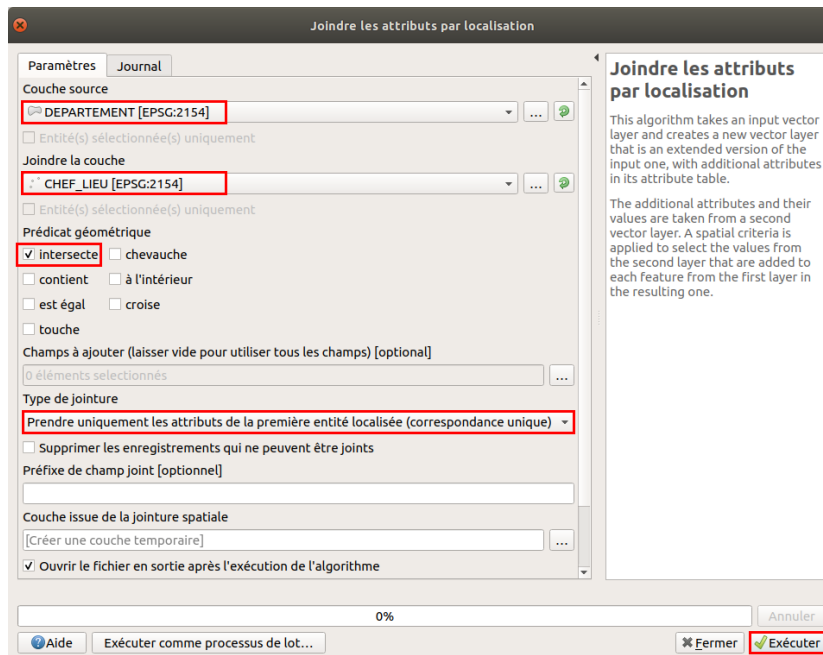 Joindre les attributs par localisation
Paramètres Journal
Couche source
DEPARTEMENT [EPSG:2154]
...
Entité(s) sélectionnée(s) uniquement
Joindre la couche
CHEF_LIEU [EPSG:2154]
...
Entité(s) sélectionnée(s) uniquement
Prédicat géométrique
intersecte chevauche
contient à l'intérieur
est égal croise
touche
Champs à ajouter (laisser vide pour utiliser tous les champs) [optional]
0 éléments selectionnés
...
Type de jointure
Prendre uniquement les attributs de la première entité localisée (correspondance unique)
Supprimer les enregistrements qui ne peuvent être joints
Préfixe de champ joint [optionnel]
Couche issue de la jointure spatiale
[Créer une couche temporaire]
...
Ouvrir le fichier en sortie après l'exécution de l'algorithme
Joindre les attributs
par localisation
This algorithm takes an input vector
layer and creates a new vector layer
that is an extended version of the
input one, with additional attributes
in its attribute table.
The additional attributes and their
values are taken from a second
vector layer. A spatial criteria is
applied to select the values from
the second layer that are added to
each feature from the first layer in
the resulting one.
0%
Annuler
Aide Exécuter comme processus de lot... Fermer Exécuter